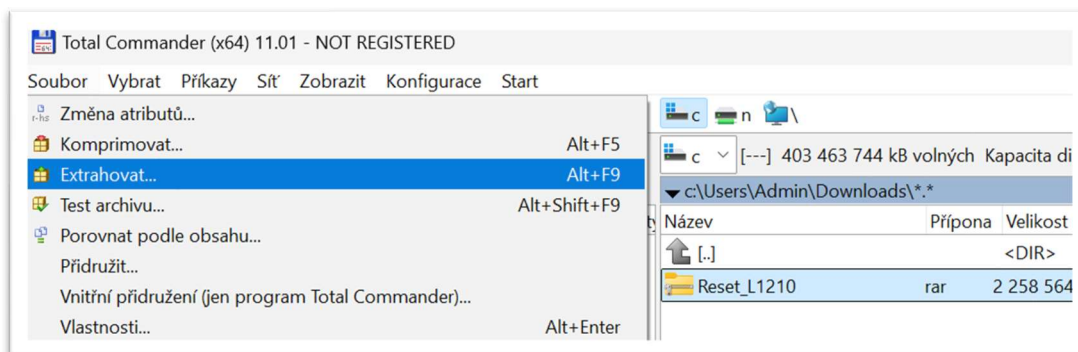 Total Commander (x64) 11.01 - NOT REGISTERED
Soubor Vybrat Příkazy Síť Zobrazit Konfigurace Start
Změna atributů...
Komprimovat... Alt+F5
Extrahovat... Alt+F9
Test archivu... Alt+Shift+F9
Porovnat podle obsahu...
Přidružit...
Vnitřní přidružení (jen program Total Commander)...
Vlastnosti... Alt+Enter
c n \
c [---] 403 463 744 kB volných Kapacita di
c:\Users\Admin\Downloads\*.*
Název Přípona Velikost
[..] <DIR>
Reset_L1210 rar 2 258 564